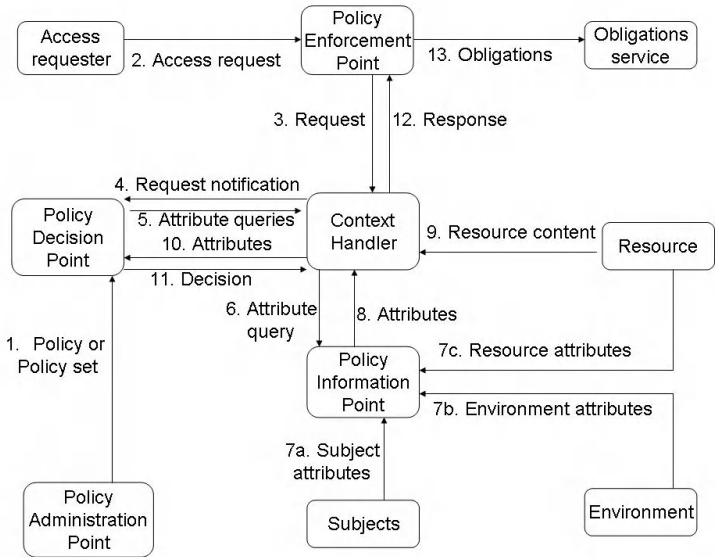 Access
requester
2. Access request
Policy
Enforcement
Point
13. Obligations
Obligations
service
3. Request
12. Response
4. Request notification
Policy
Decision
Point
5. Attribute queries
10. Attributes
11. Decision
Context
Handler
9. Resource content
Resource
6. Attribute
query
8. Attributes
1. Policy or
Policy set
Policy
Information
Point
7c. Resource attributes
7b. Environment attributes
7a. Subject
attributes
Policy
Administration
Point
Subjects
Environment